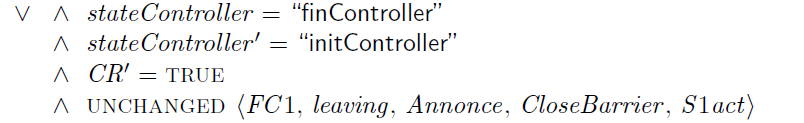 ∨ ∧ stateController = “finController”
∧ stateController′ = “initController”
∧ CR′ = TRUE
∧ UNCHANGED ⟨FC1, leaving, Annonce, CloseBarrier, S1act⟩